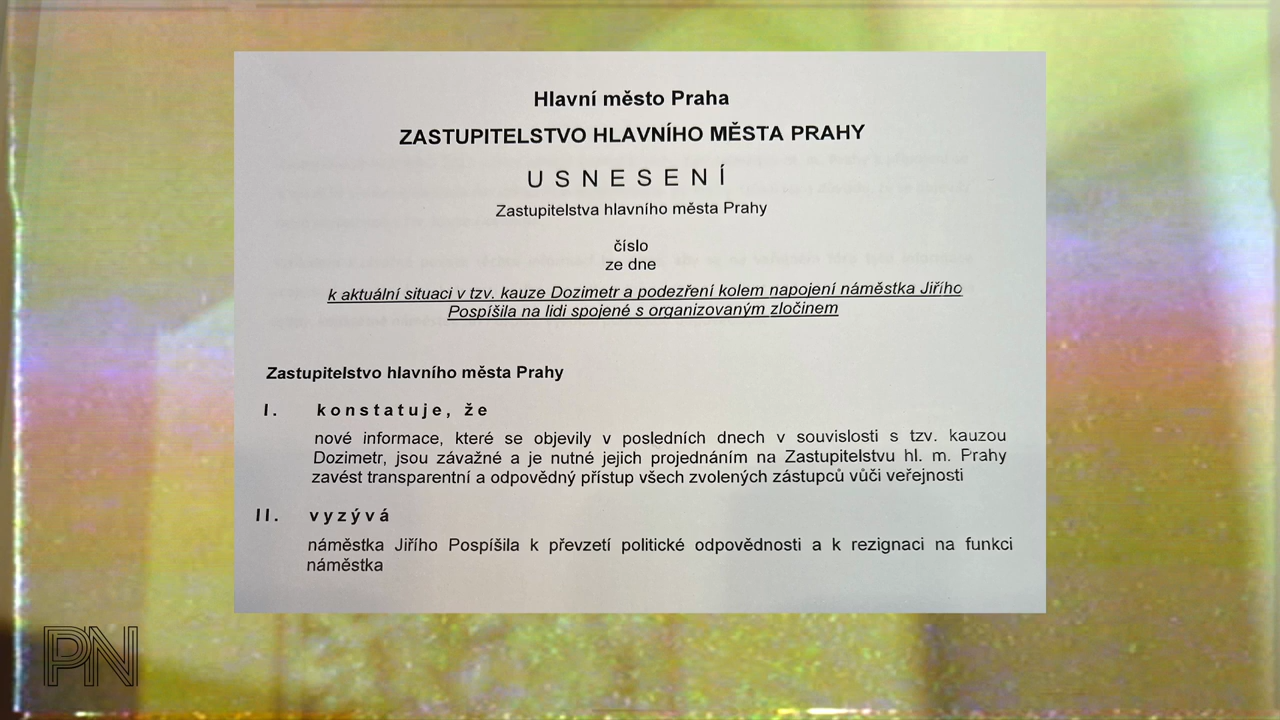 Hlavní město Praha
ZASTUPITELSTVO HLAVNÍHO MĚSTA PRAHY
U S N E S E N Í
Zastupitelstva hlavního města Prahy
číslo
ze dne
k aktuální situaci v tzv. kauze Dozimetr a podezření kolem napojení náměstka Jiřího
Pospíšila na lidi spojené s organizovaným zločinem
Zastupitelstvo hlavního města Prahy
I. konstatuje, že
nové informace, které se objevily v posledních dnech v souvislosti s tzv. kauzou
Dozimetr, jsou závažné a je nutné jejich projednáním na Zastupitelstvu hl. m. Prahy
zavést transparentní a odpovědný přístup všech zvolených zástupců vůči veřejnosti
II. vyzývá
náměstka Jiřího Pospíšila k převzetí politické odpovědnosti a k rezignaci na funkci
náměstka
PN